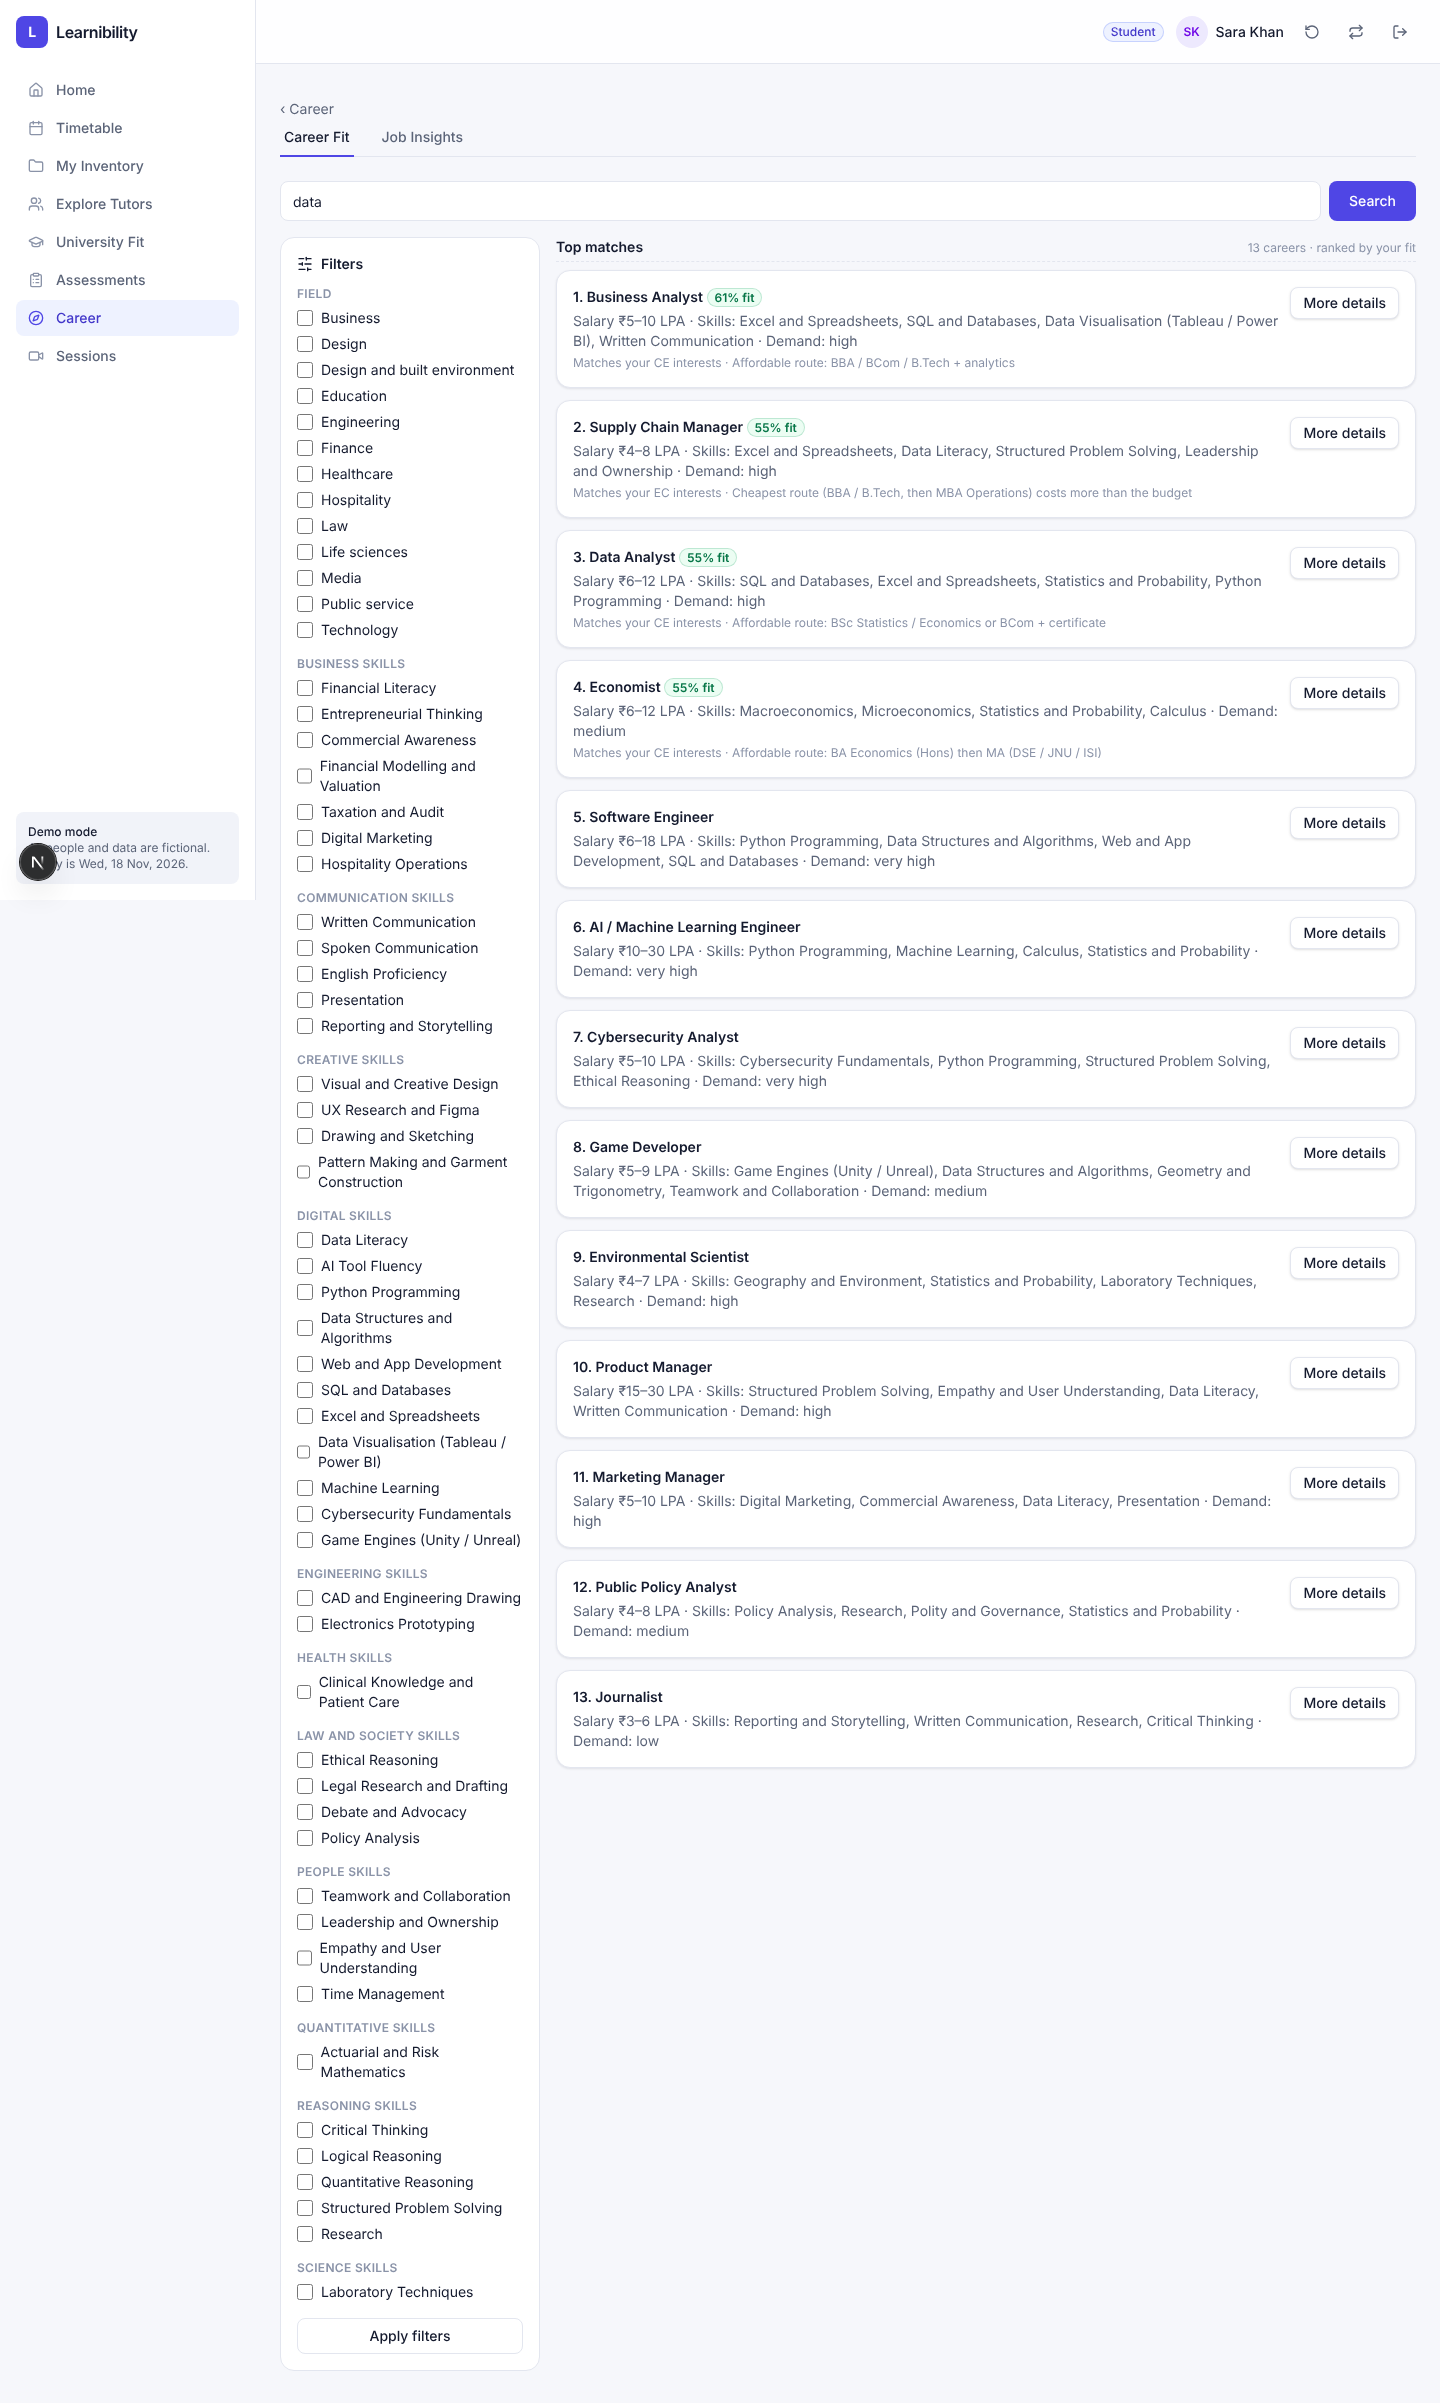 L Learnibility
Home
Timetable
My Inventory
Explore Tutors
University Fit
Assessments
Career
Sessions
Demo mode
people and data are fictional.
is Wed, 18 Nov, 2026.
N
Student SK Sara Khan
‹ Career
Career Fit Job Insights
data
Search
Filters
FIELD
Business
Design
Design and built environment
Education
Engineering
Finance
Healthcare
Hospitality
Law
Life sciences
Media
Public service
Technology
BUSINESS SKILLS
Financial Literacy
Entrepreneurial Thinking
Commercial Awareness
Financial Modelling and
Valuation
Taxation and Audit
Digital Marketing
Hospitality Operations
COMMUNICATION SKILLS
Written Communication
Spoken Communication
English Proficiency
Presentation
Reporting and Storytelling
CREATIVE SKILLS
Visual and Creative Design
UX Research and Figma
Drawing and Sketching
Pattern Making and Garment
Construction
DIGITAL SKILLS
Data Literacy
AI Tool Fluency
Python Programming
Data Structures and
Algorithms
Web and App Development
SQL and Databases
Excel and Spreadsheets
Data Visualisation (Tableau /
Power BI)
Machine Learning
Cybersecurity Fundamentals
Game Engines (Unity / Unreal)
ENGINEERING SKILLS
CAD and Engineering Drawing
Electronics Prototyping
HEALTH SKILLS
Clinical Knowledge and
Patient Care
LAW AND SOCIETY SKILLS
Ethical Reasoning
Legal Research and Drafting
Debate and Advocacy
Policy Analysis
PEOPLE SKILLS
Teamwork and Collaboration
Leadership and Ownership
Empathy and User
Understanding
Time Management
QUANTITATIVE SKILLS
Actuarial and Risk
Mathematics
REASONING SKILLS
Critical Thinking
Logical Reasoning
Quantitative Reasoning
Structured Problem Solving
Research
SCIENCE SKILLS
Laboratory Techniques
Apply filters
Top matches
13 careers · ranked by your fit
1. Business Analyst 61% fit
Salary ₹5–10 LPA · Skills: Excel and Spreadsheets, SQL and Databases, Data Visualisation (Tableau / Power
BI), Written Communication · Demand: high
Matches your CE interests · Affordable route: BBA / BCom / B.Tech + analytics
More details
2. Supply Chain Manager 55% fit
Salary ₹4–8 LPA · Skills: Excel and Spreadsheets, Data Literacy, Structured Problem Solving, Leadership
and Ownership · Demand: high
Matches your EC interests · Cheapest route (BBA / B.Tech, then MBA Operations) costs more than the budget
More details
3. Data Analyst 55% fit
Salary ₹6–12 LPA · Skills: SQL and Databases, Excel and Spreadsheets, Statistics and Probability, Python
Programming · Demand: high
Matches your CE interests · Affordable route: BSc Statistics / Economics or BCom + certificate
More details
4. Economist 55% fit
Salary ₹6–12 LPA · Skills: Macroeconomics, Microeconomics, Statistics and Probability, Calculus · Demand:
medium
Matches your CE interests · Affordable route: BA Economics (Hons) then MA (DSE / JNU / ISI)
More details
5. Software Engineer
Salary ₹6–18 LPA · Skills: Python Programming, Data Structures and Algorithms, Web and App
Development, SQL and Databases · Demand: very high
More details
6. AI / Machine Learning Engineer
Salary ₹10–30 LPA · Skills: Python Programming, Machine Learning, Calculus, Statistics and Probability ·
Demand: very high
More details
7. Cybersecurity Analyst
Salary ₹5–10 LPA · Skills: Cybersecurity Fundamentals, Python Programming, Structured Problem Solving,
Ethical Reasoning · Demand: very high
More details
8. Game Developer
Salary ₹5–9 LPA · Skills: Game Engines (Unity / Unreal), Data Structures and Algorithms, Geometry and
Trigonometry, Teamwork and Collaboration · Demand: medium
More details
9. Environmental Scientist
Salary ₹4–7 LPA · Skills: Geography and Environment, Statistics and Probability, Laboratory Techniques,
Research · Demand: high
More details
10. Product Manager
Salary ₹15–30 LPA · Skills: Structured Problem Solving, Empathy and User Understanding, Data Literacy,
Written Communication · Demand: high
More details
11. Marketing Manager
Salary ₹5–10 LPA · Skills: Digital Marketing, Commercial Awareness, Data Literacy, Presentation · Demand:
high
More details
12. Public Policy Analyst
Salary ₹4–8 LPA · Skills: Policy Analysis, Research, Polity and Governance, Statistics and Probability ·
Demand: medium
More details
13. Journalist
Salary ₹3–6 LPA · Skills: Reporting and Storytelling, Written Communication, Research, Critical Thinking ·
Demand: low
More details